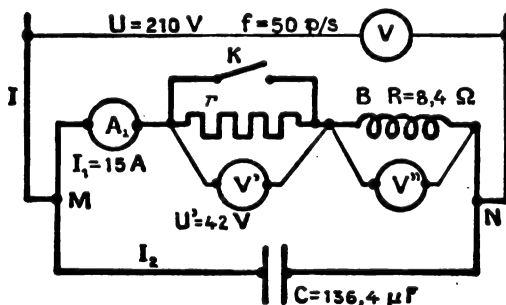 U = 210 V f = 50 p/s V
K
I
A₁ r B R = 8,4 Ω
I₁ = 15 A
V' V"
M N
U' = 42 V
I₂
C = 136,4 µF